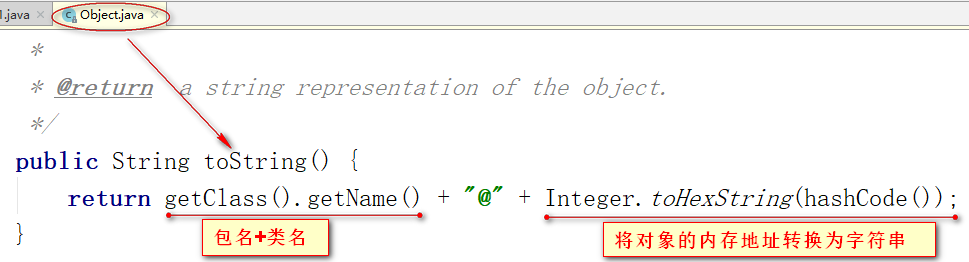 1.java × Object.java ×
*
* @return  a string representation of the object.
*/
public String toString() {
return getClass().getName() + "@" + Integer.toHexString(hashCode());
包名+类名
将对象的内存地址转换为字符串
}